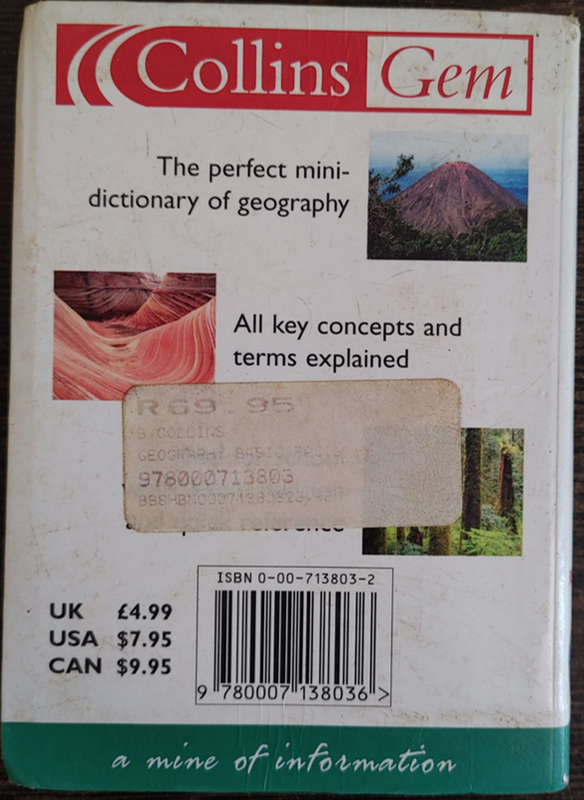 Collins Gem
The perfect mini-
dictionary of geography
All key concepts and
terms explained
R69.95
COLLINS
978000713803
reference
ISBN 0-00-713803-2
UK £4.99
USA $7.95
CAN $9.95
9 780007 138036 >
a mine of information